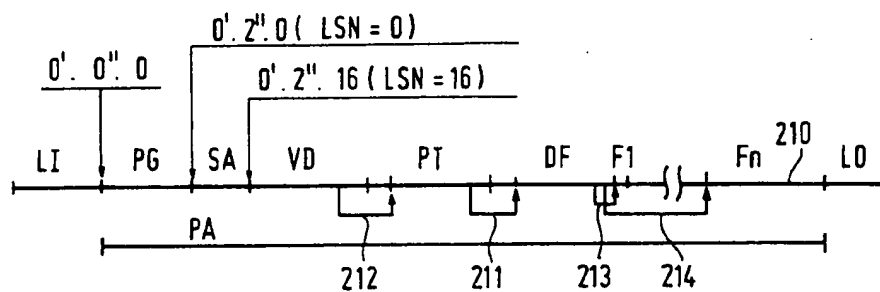 0'. 2". 0 ( LSN = 0)
0'. 0". 0
0'. 2". 16 ( LSN = 16)
210
LI PG SA VD PT DF F1 Fn LO
PA
212 211 213 214